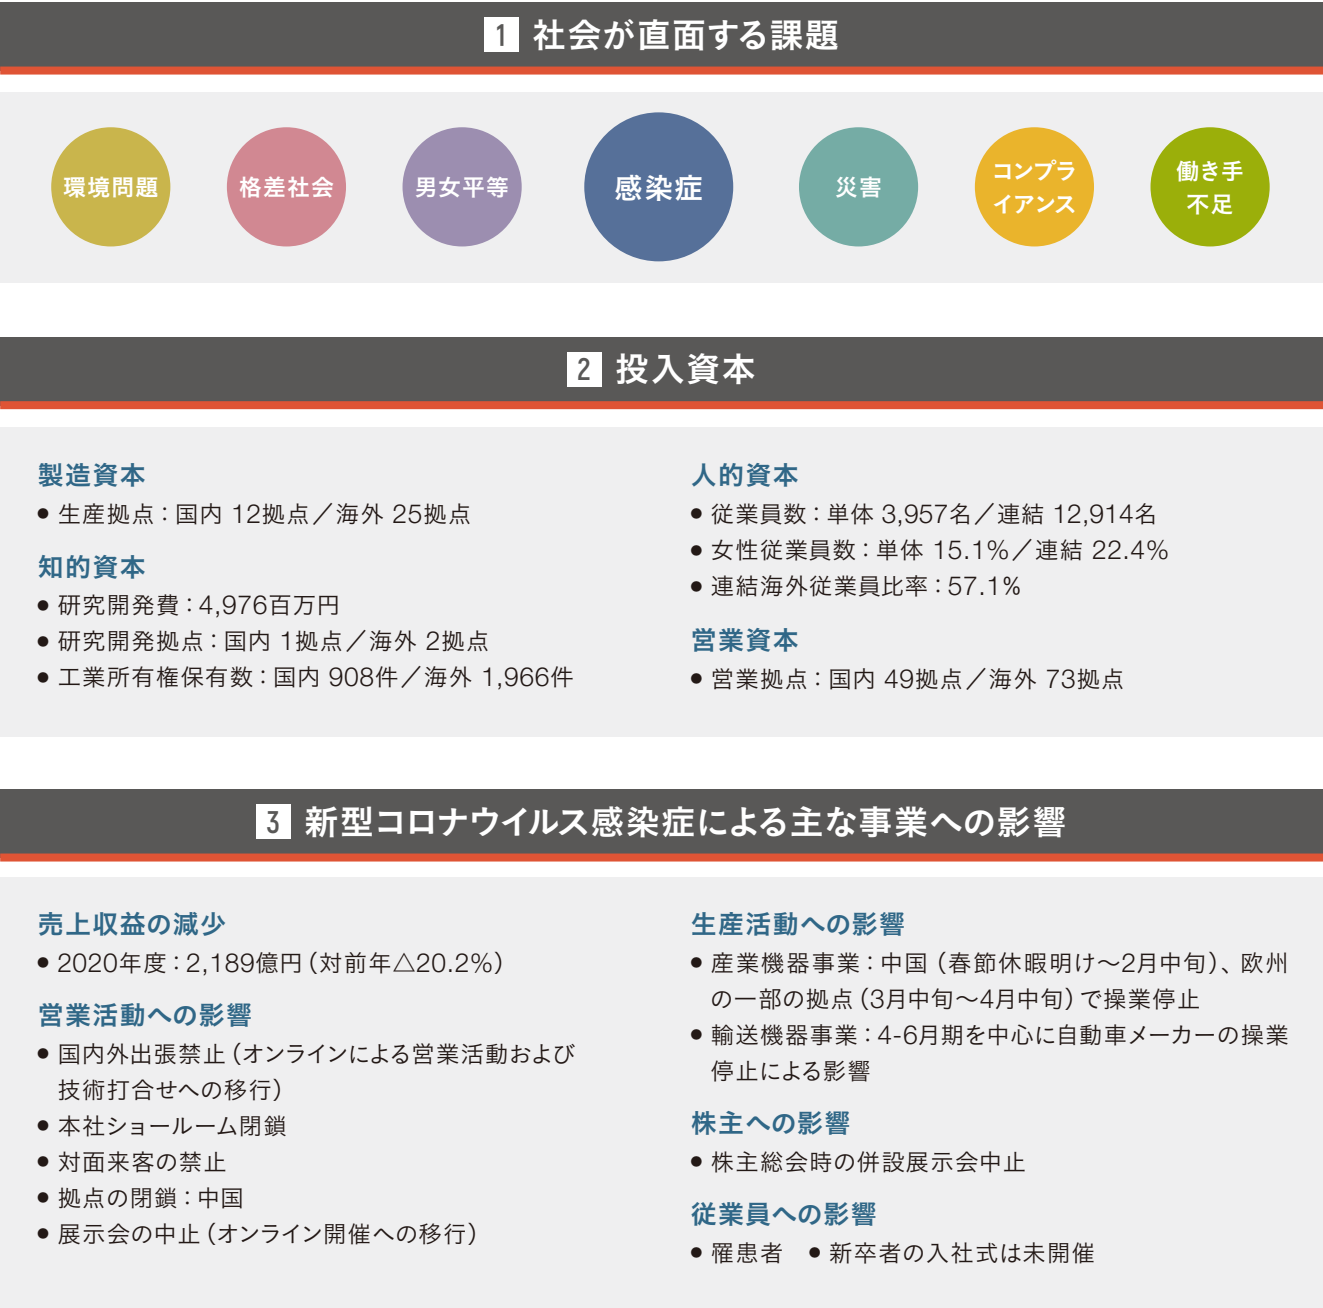 1 社会が直面する課題
環境問題
格差社会
男女平等
感染症
災害
コンプラ
イアンス
働き手
不足
2 投入資本
製造資本
● 生産拠点：国内 12拠点／海外 25拠点
知的資本
● 研究開発費：4,976百万円
● 研究開発拠点：国内 1拠点／海外 2拠点
● 工業所有権保有数：国内 908件／海外 1,966件
人的資本
● 従業員数：単体 3,957名／連結 12,914名
● 女性従業員数：単体 15.1%／連結 22.4%
● 連結海外従業員比率：57.1%
営業資本
● 営業拠点：国内 49拠点／海外 73拠点
3 新型コロナウイルス感染症による主な事業への影響
売上収益の減少
● 2020年度：2,189億円（対前年△20.2%）
営業活動への影響
● 国内外出張禁止（オンラインによる営業活動および
技術打合せへの移行）
● 本社ショールーム閉鎖
● 対面来客の禁止
● 拠点の閉鎖：中国
● 展示会の中止（オンライン開催への移行）
生産活動への影響
● 産業機器事業：中国（春節休暇明け～2月中旬）、欧州
の一部の拠点（3月中旬～4月中旬）で操業停止
● 輸送機器事業：4-6月期を中心に自動車メーカーの操業
停止による影響
株主への影響
● 株主総会時の併設展示会中止
従業員への影響
● 罹患者 ● 新卒者の入社式は未開催